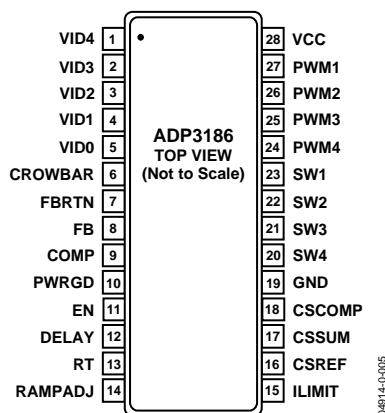 VID4 1 28 VCC
VID3 2 27 PWM1
VID2 3 26 PWM2
VID1 4 25 PWM3
VID0 5 24 PWM4
ADP3186
TOP VIEW
(Not to Scale)
CROWBAR 6 23 SW1
FBRTN 7 22 SW2
FB 8 21 SW3
COMP 9 20 SW4
PWRGD 10 19 GND
EN 11 18 CSCOMP
DELAY 12 17 CSSUM
RT 13 16 CSREF
RAMPADJ 14 15 ILIMIT
04914-0-005